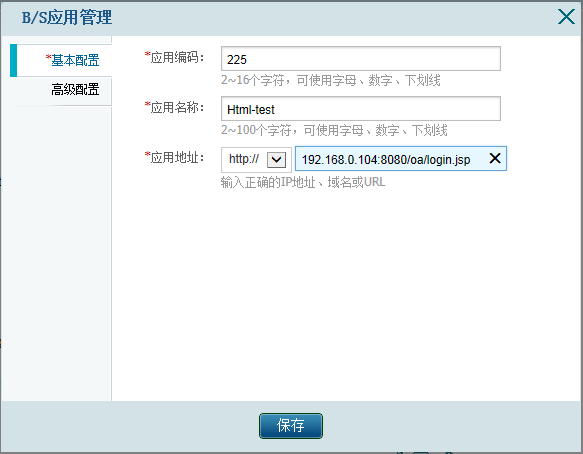 B/S应用管理
*基本配置
高级配置
*应用编码： 225
2~16个字符，可使用字母、数字、下划线
*应用名称： Html-test
2~100个字符，可使用字母、数字、下划线
*应用地址： http:// 192.168.0.104:8080/oa/login.jsp
输入正确的IP地址、域名或URL
保存